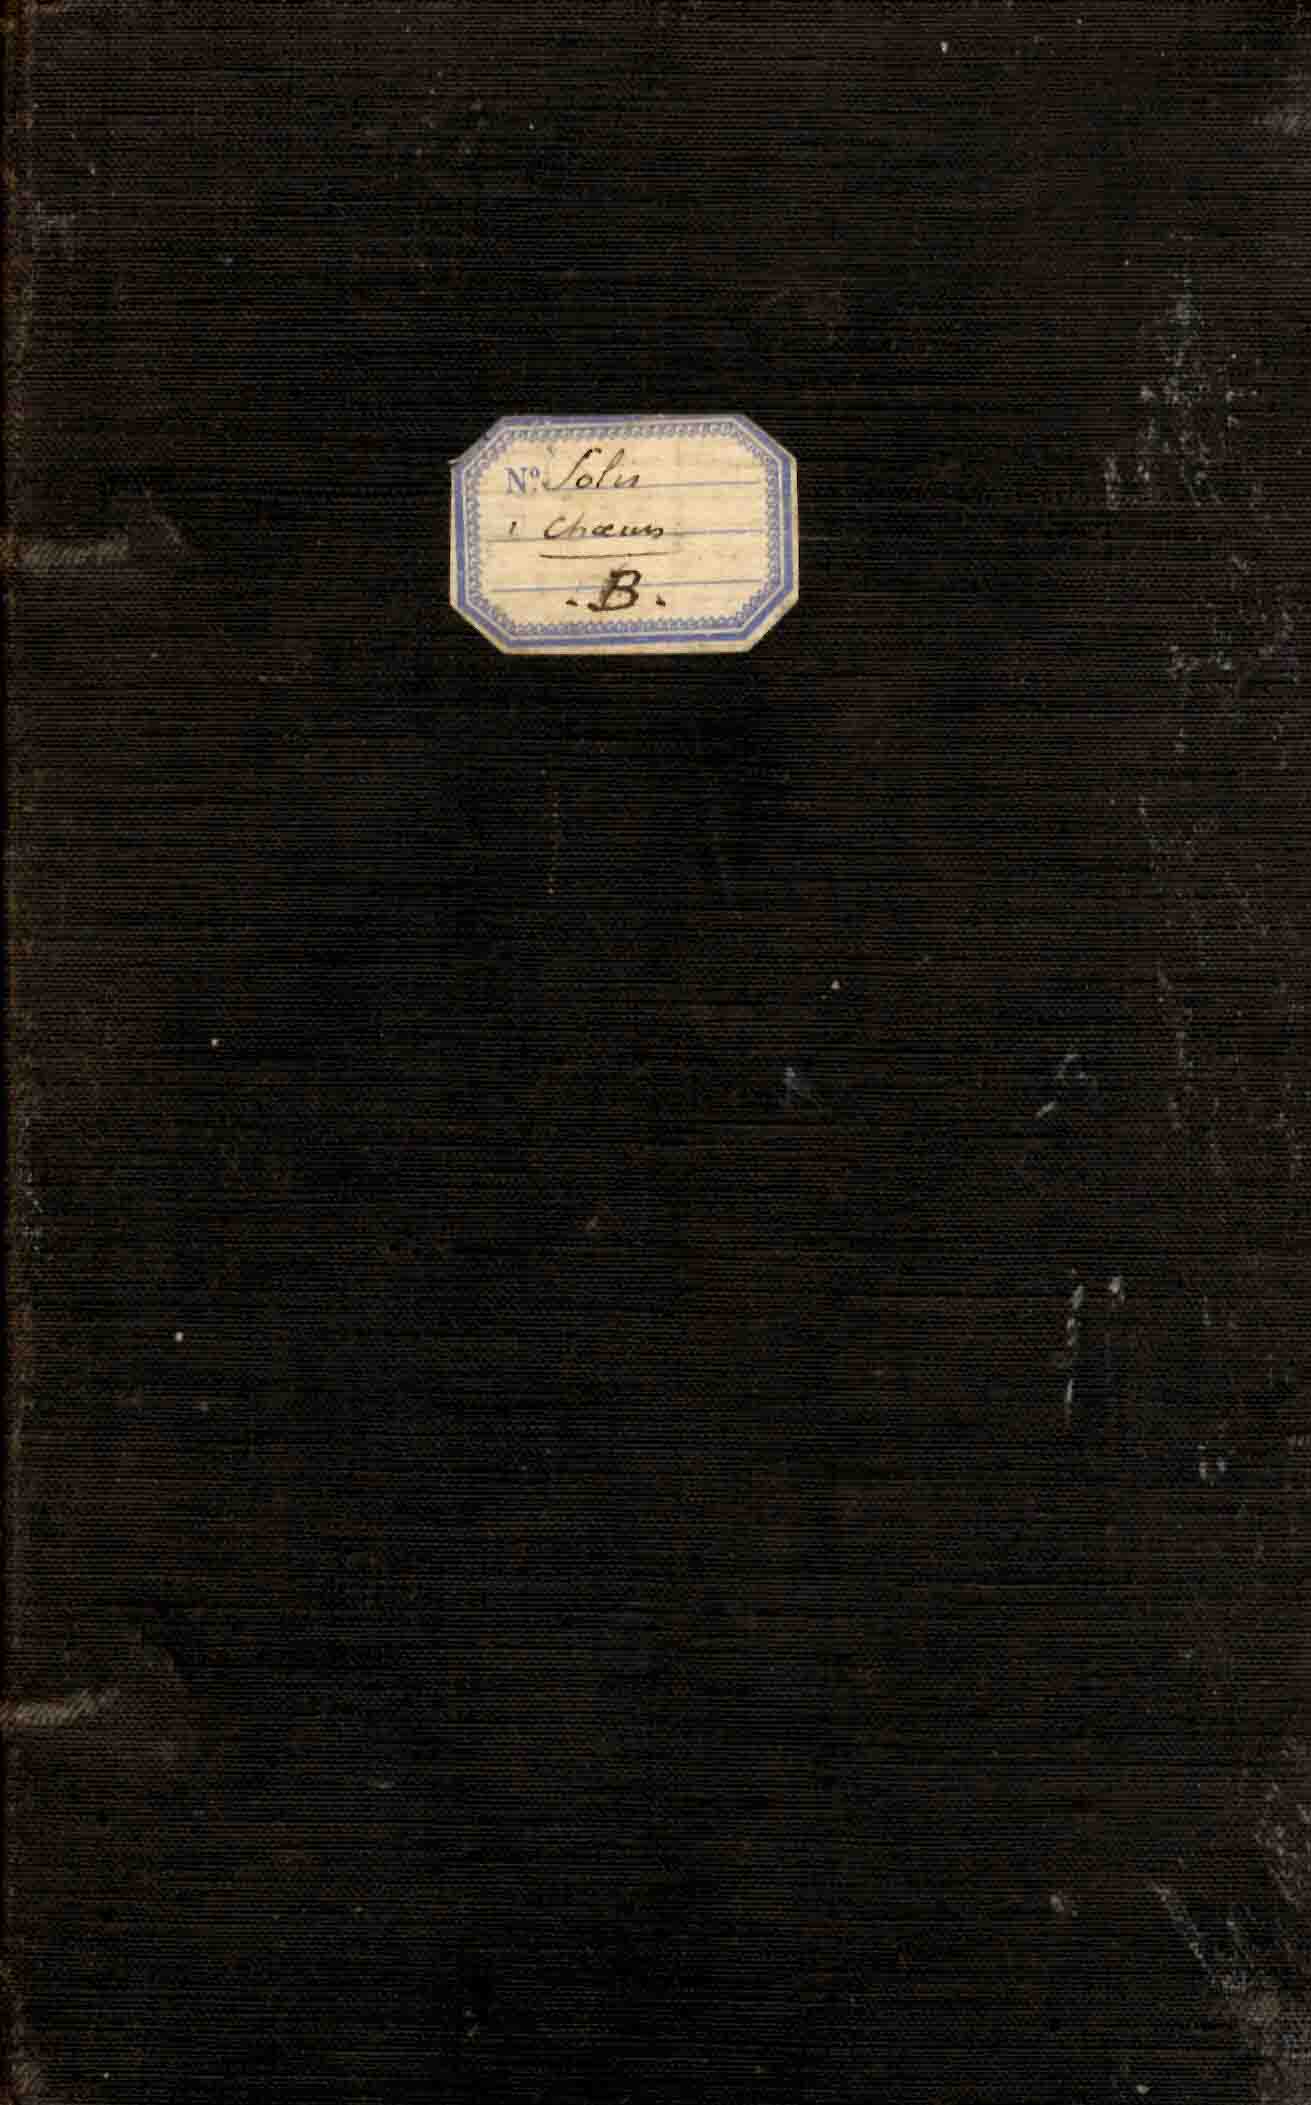 Nº Solis
Chœurs
. B .